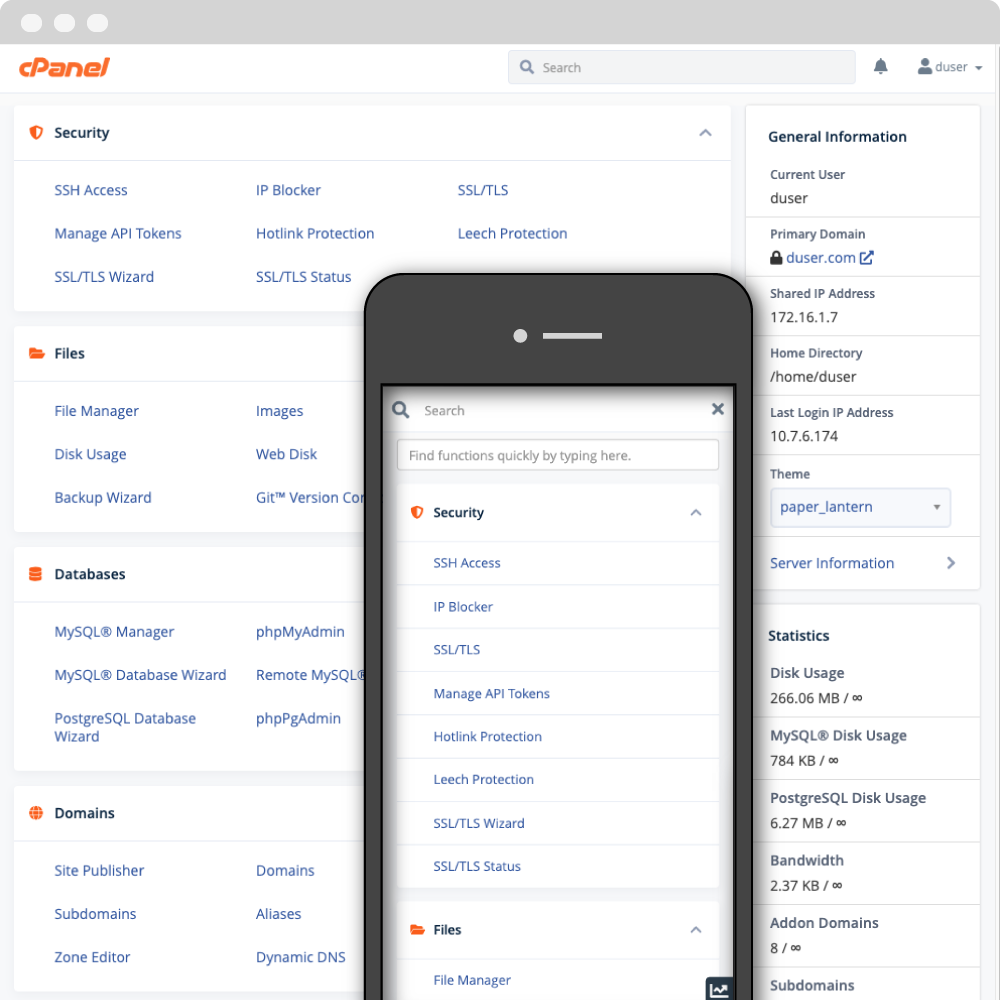 cPanel
Search
duser
Security
SSH Access
IP Blocker
SSL/TLS
Manage API Tokens
Hotlink Protection
Leech Protection
SSL/TLS Wizard
SSL/TLS Status
Files
File Manager
Images
Disk Usage
Web Disk
Backup Wizard
Git™ Version Cor
Databases
MySQL® Manager
phpMyAdmin
MySQL® Database Wizard
Remote MySQL®
PostgreSQL Database
Wizard
phpPgAdmin
Domains
Site Publisher
Domains
Subdomains
Aliases
Zone Editor
Dynamic DNS
Search
Find functions quickly by typing here.
Security
SSH Access
IP Blocker
SSL/TLS
Manage API Tokens
Hotlink Protection
Leech Protection
SSL/TLS Wizard
SSL/TLS Status
Files
File Manager
General Information
Current User
duser
Primary Domain
duser.com
Shared IP Address
172.16.1.7
Home Directory
/home/duser
Last Login IP Address
10.7.6.174
Theme
paper_lantern
Server Information
Statistics
Disk Usage
266.06 MB / ∞
MySQL® Disk Usage
784 KB / ∞
PostgreSQL Disk Usage
6.27 MB / ∞
Bandwidth
2.37 KB / ∞
Addon Domains
8 / ∞
Subdomains